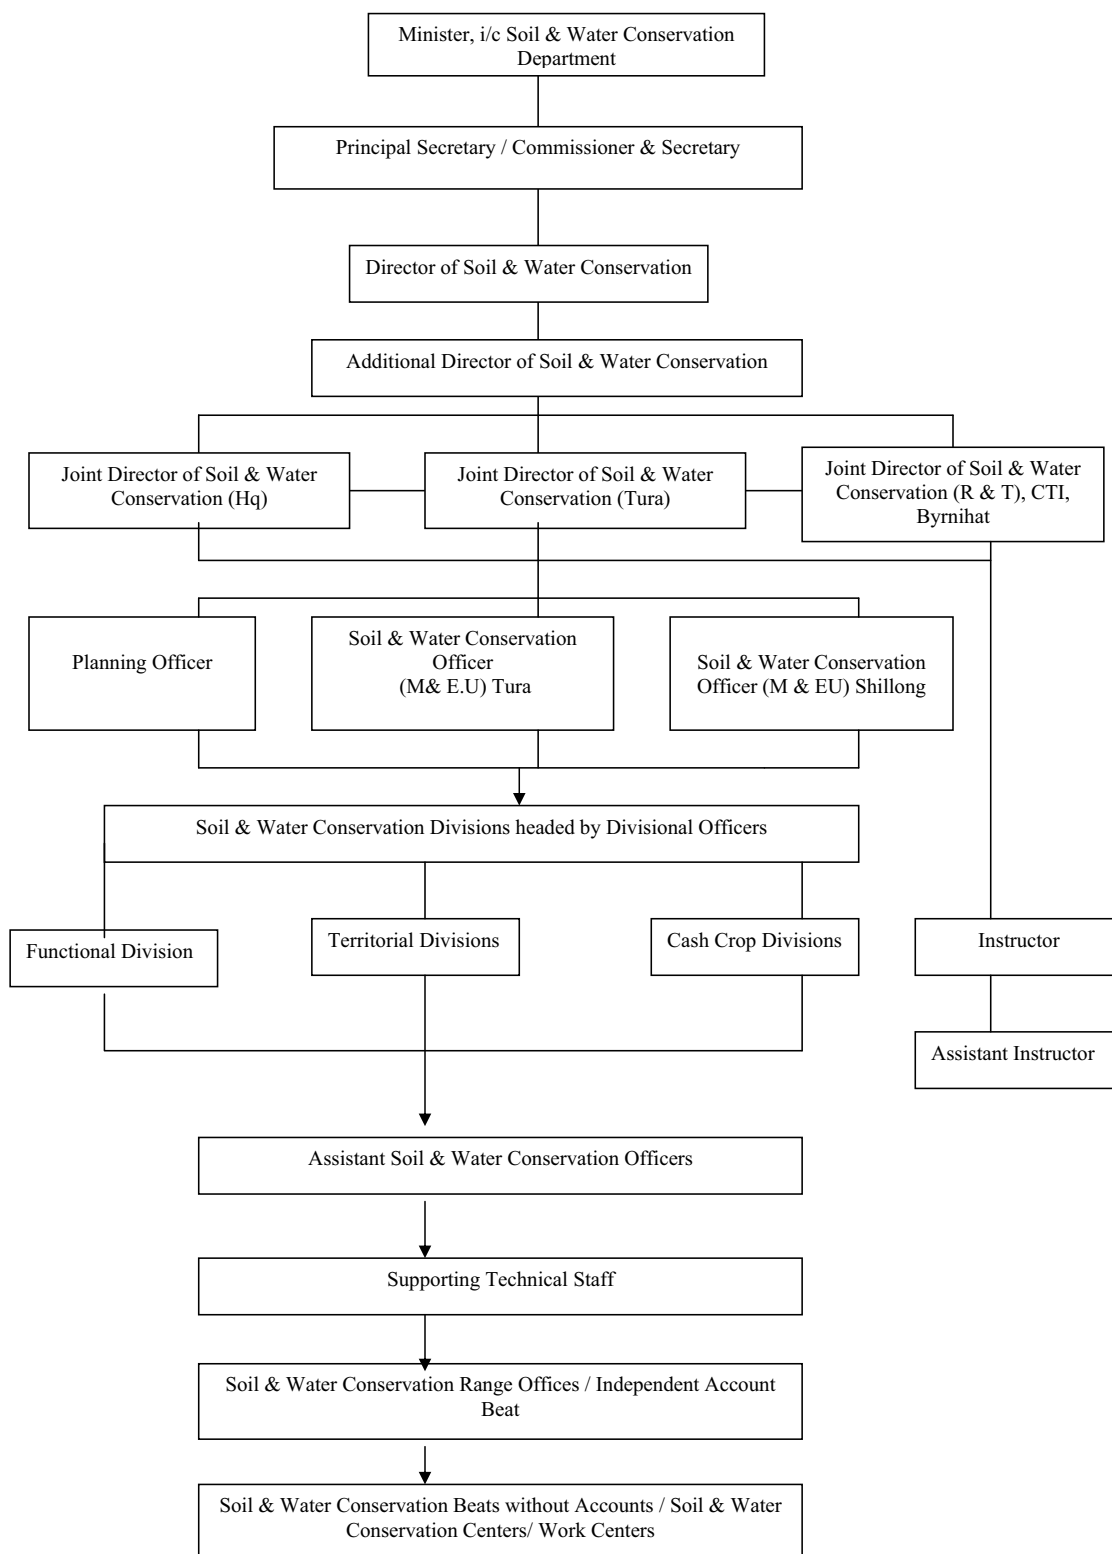 Minister, i/c Soil & Water Conservation
Department
Principal Secretary / Commissioner & Secretary
Director of Soil & Water Conservation
Additional Director of Soil & Water Conservation
Joint Director of Soil & Water
Conservation (Hq)
Joint Director of Soil & Water
Conservation (Tura)
Joint Director of Soil & Water
Conservation (R & T), CTI,
Byrnihat
Planning Officer
Soil & Water Conservation
Officer
(M& E.U) Tura
Soil & Water Conservation
Officer (M & EU) Shillong
Soil & Water Conservation Divisions headed by Divisional Officers
Functional Division
Territorial Divisions
Cash Crop Divisions
Instructor
Assistant Instructor
Assistant Soil & Water Conservation Officers
Supporting Technical Staff
Soil & Water Conservation Range Offices / Independent Account
Beat
Soil & Water Conservation Beats without Accounts / Soil & Water
Conservation Centers/ Work Centers